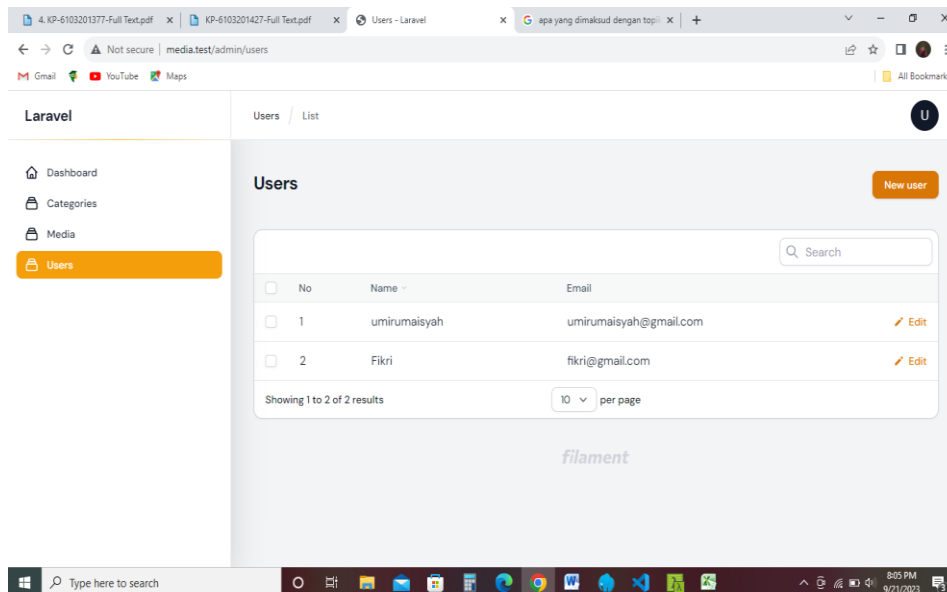 4. KP-6103201377-Full Text.pdf
KP-6103201427-Full Text.pdf
Users - Laravel
apa yang dimaksud dengan topi
Not secure media.test/admin/users
Gmail YouTube Maps All Bookmark
Laravel
Users / List
U
Dashboard
Categories
Media
Users
Users
New user
Search
No Name Email
1 umirumaisyah umirumaisyah@gmail.com Edit
2 Fikri fikri@gmail.com Edit
Showing 1 to 2 of 2 results
10 per page
filament
Type here to search
8:05 PM
9/21/2023